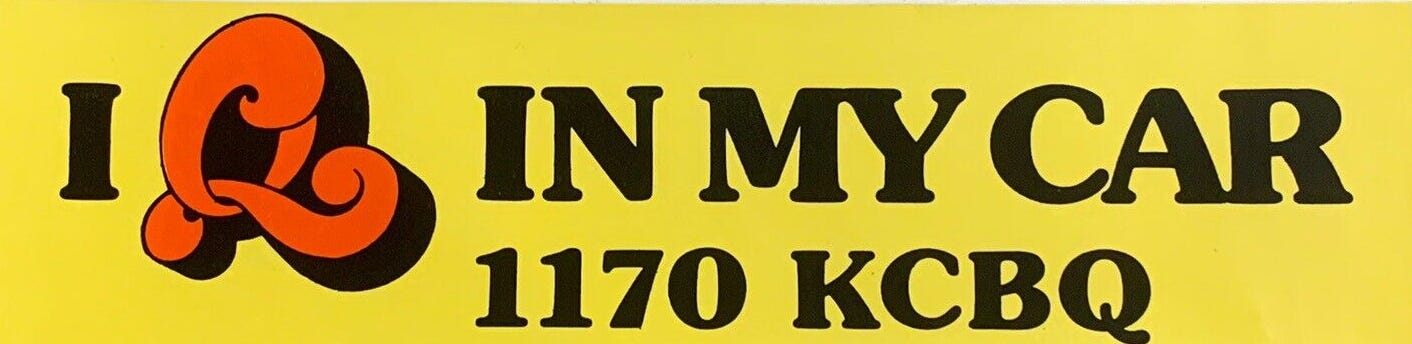 I Q IN MY CAR
1170 KCBQ